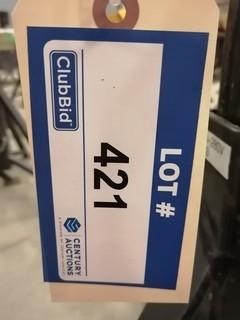 LOT #
421
ClubBid
CENTURY
AUCTIONS